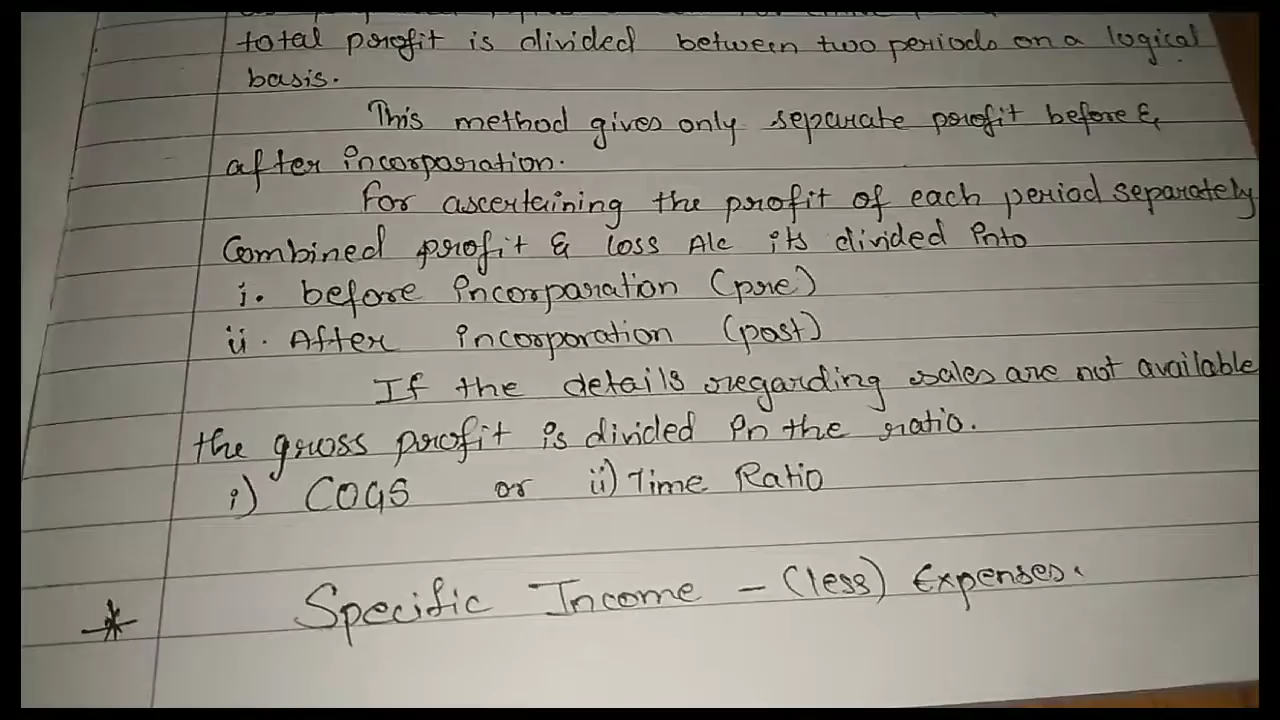 total profit is divided between two periods on a logical
basis.
This method gives only separate profit before &
after incorporation.
For ascertaining the profit of each period separately
Combined profit & loss A/c its divided into
i. before incorporation (pre)
ii. After incorporation (post)
If the details regarding sales are not available
the gross profit is divided in the ratio.
i) COGS or ii) Time Ratio
* Specific Income - (less) Expenses.